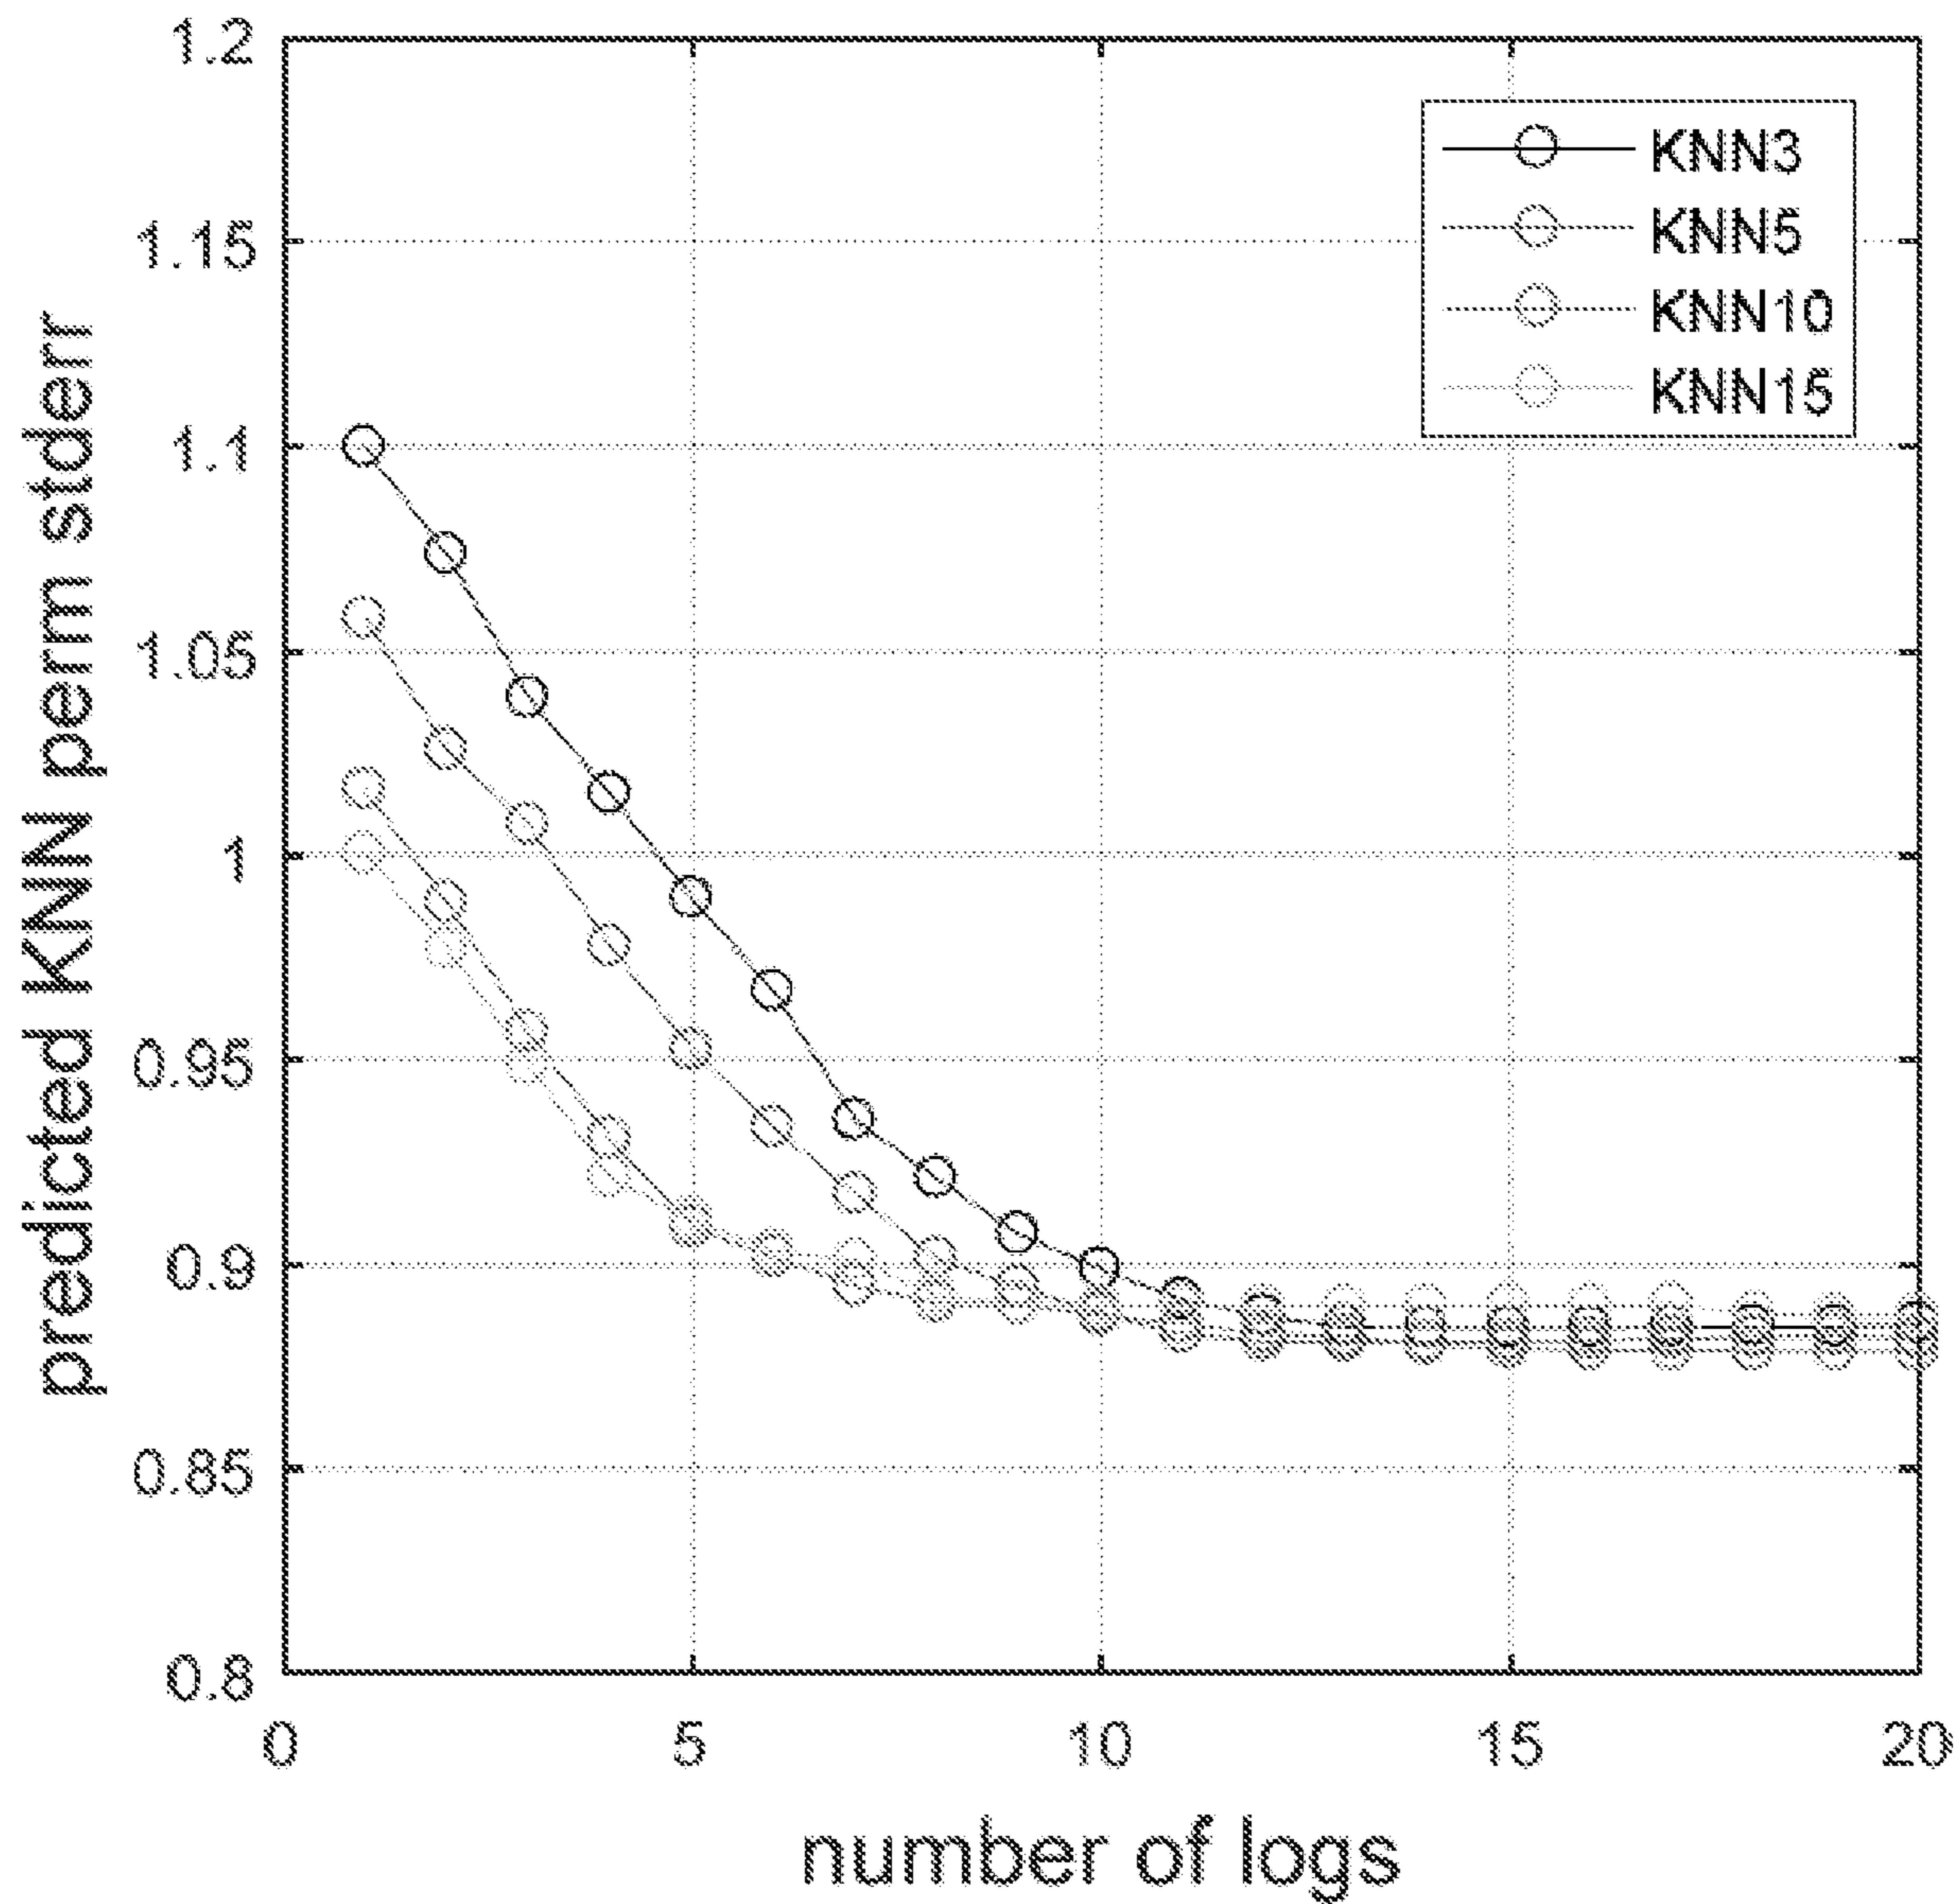 predicted KNN perm stderr
1.2
1.15
1.1
1.05
1
0.95
0.9
0.85
0.8
KNN3
KNN5
KNN10
KNN15
0 5 10 15 20
number of logs